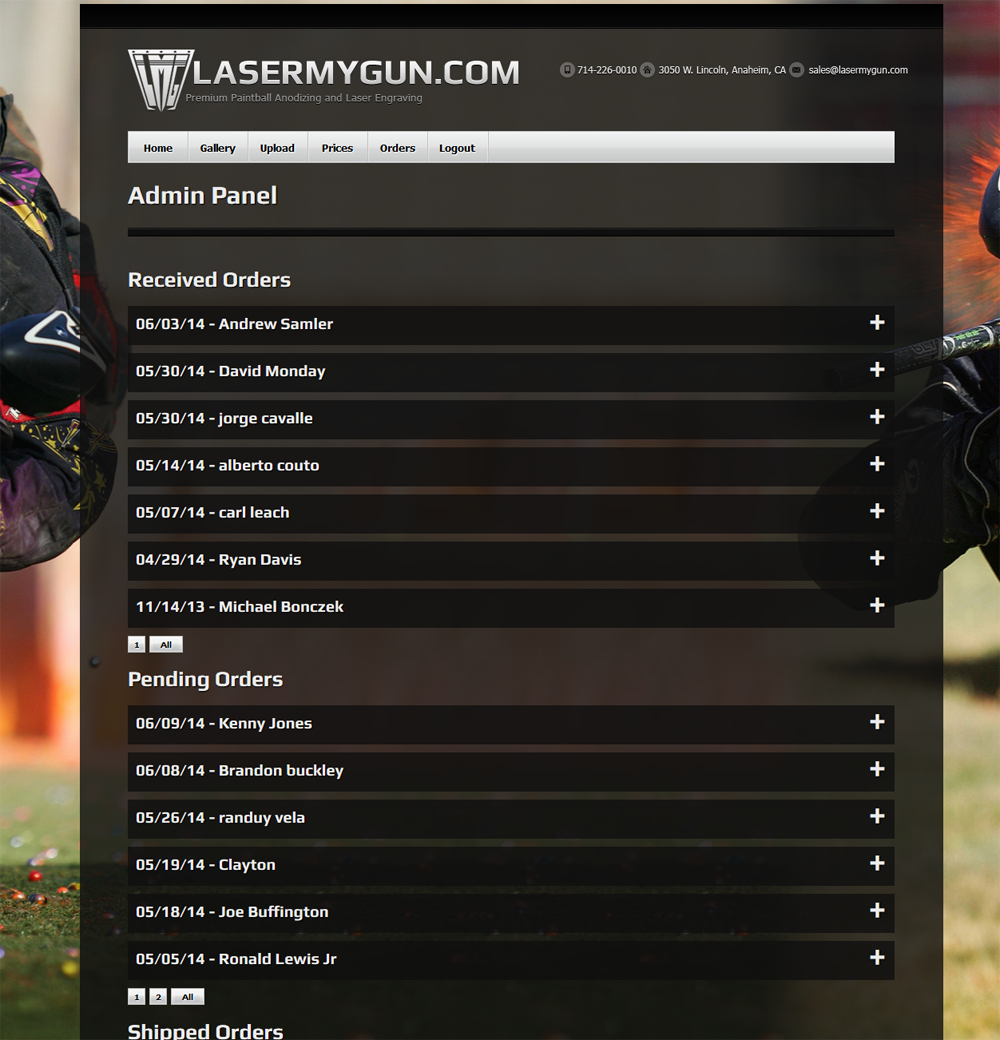 LASERMYGUN.COM
Premium Paintball Anodizing and Laser Engraving
714-226-0010 3050 W. Lincoln, Anaheim, CA sales@lasermygun.com
Home Gallery Upload Prices Orders Logout
Admin Panel
Received Orders
06/03/14 - Andrew Samler +
05/30/14 - David Monday +
05/30/14 - jorge cavalle +
05/14/14 - alberto couto +
05/07/14 - carl leach +
04/29/14 - Ryan Davis +
11/14/13 - Michael Bonczek +
1 All
Pending Orders
06/09/14 - Kenny Jones +
06/08/14 - Brandon buckley +
05/26/14 - randuy vela +
05/19/14 - Clayton +
05/18/14 - Joe Buffington +
05/05/14 - Ronald Lewis Jr +
1 2 All
Shipped Orders